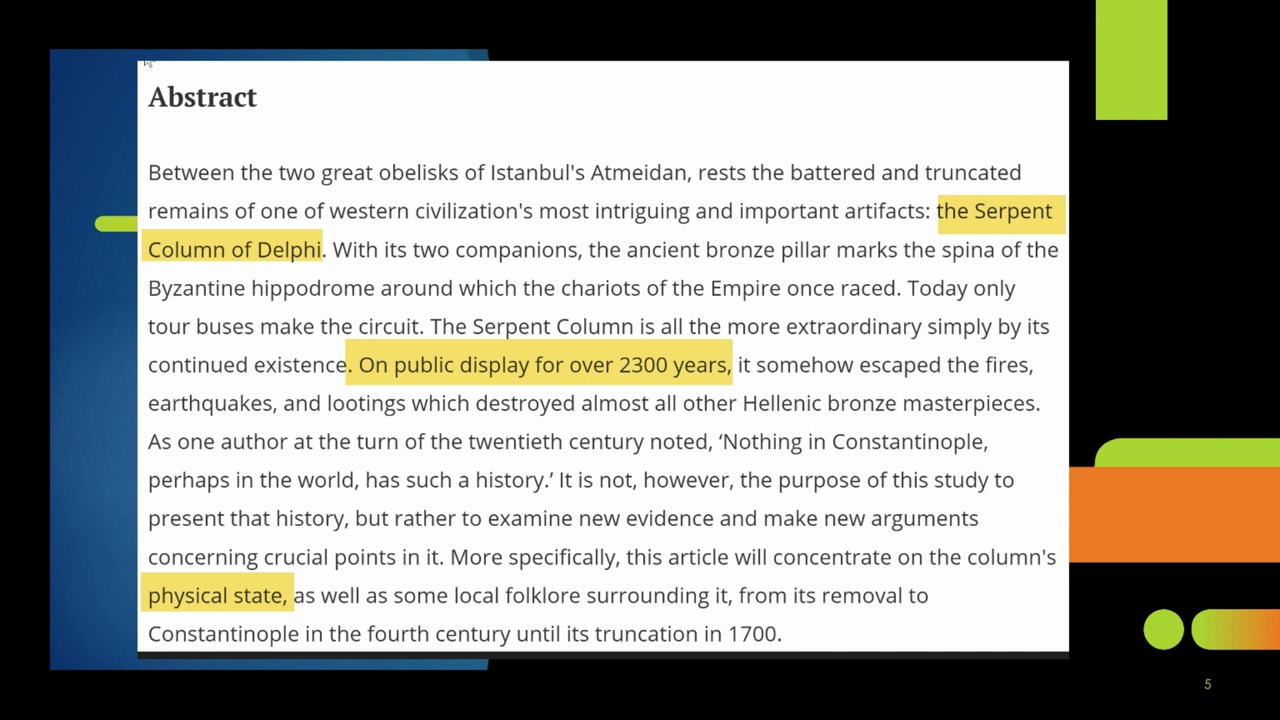 Abstract
Between the two great obelisks of Istanbul's Atmeidan, rests the battered and truncated
remains of one of western civilization's most intriguing and important artifacts: the Serpent
Column of Delphi. With its two companions, the ancient bronze pillar marks the spina of the
Byzantine hippodrome around which the chariots of the Empire once raced. Today only
tour buses make the circuit. The Serpent Column is all the more extraordinary simply by its
continued existence. On public display for over 2300 years, it somehow escaped the fires,
earthquakes, and lootings which destroyed almost all other Hellenic bronze masterpieces.
As one author at the turn of the twentieth century noted, ‘Nothing in Constantinople,
perhaps in the world, has such a history.’ It is not, however, the purpose of this study to
present that history, but rather to examine new evidence and make new arguments
concerning crucial points in it. More specifically, this article will concentrate on the column's
physical state, as well as some local folklore surrounding it, from its removal to
Constantinople in the fourth century until its truncation in 1700.
5